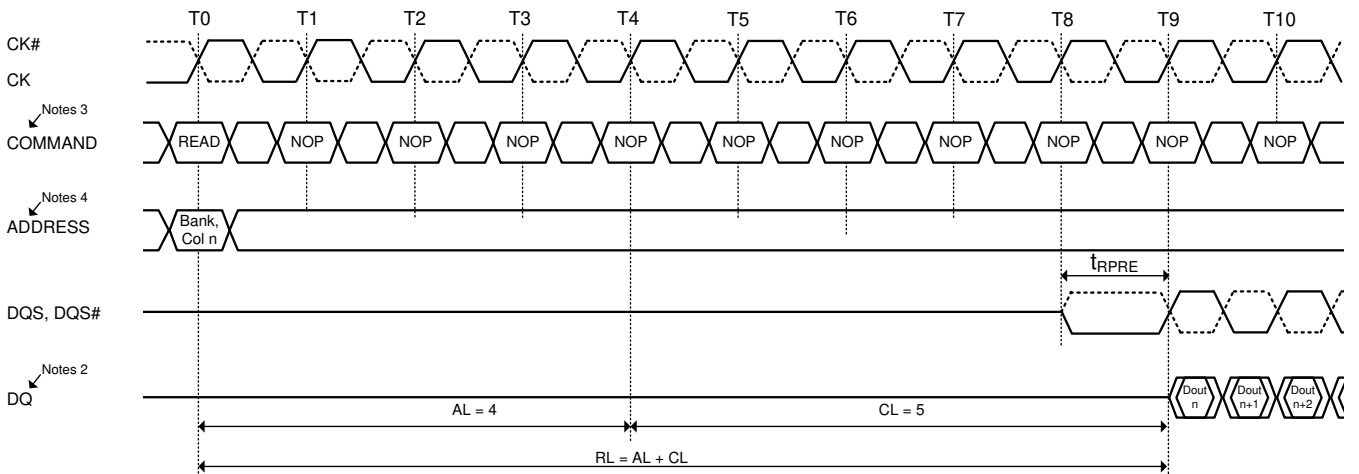 T0 T1 T2 T3 T4 T5 T6 T7 T8 T9 T10
CK#
CK
Notes 3
COMMAND READ NOP NOP NOP NOP NOP NOP NOP NOP NOP NOP
Notes 4
ADDRESS
Bank,
Col n
tRPRE
DQS, DQS#
Notes 2
DQ
Dout Dout Dout
n n+1 n+2
AL = 4 CL = 5
RL = AL + CL